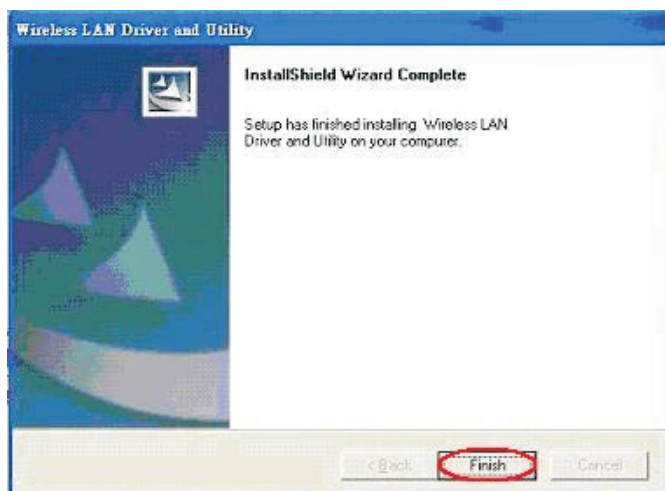 Wireless LAN Driver and Utility
InstallShield Wizard Complete
Setup has finished installing Wireless LAN
Driver and Utility on your computer.
< Back
Finish
Cancel